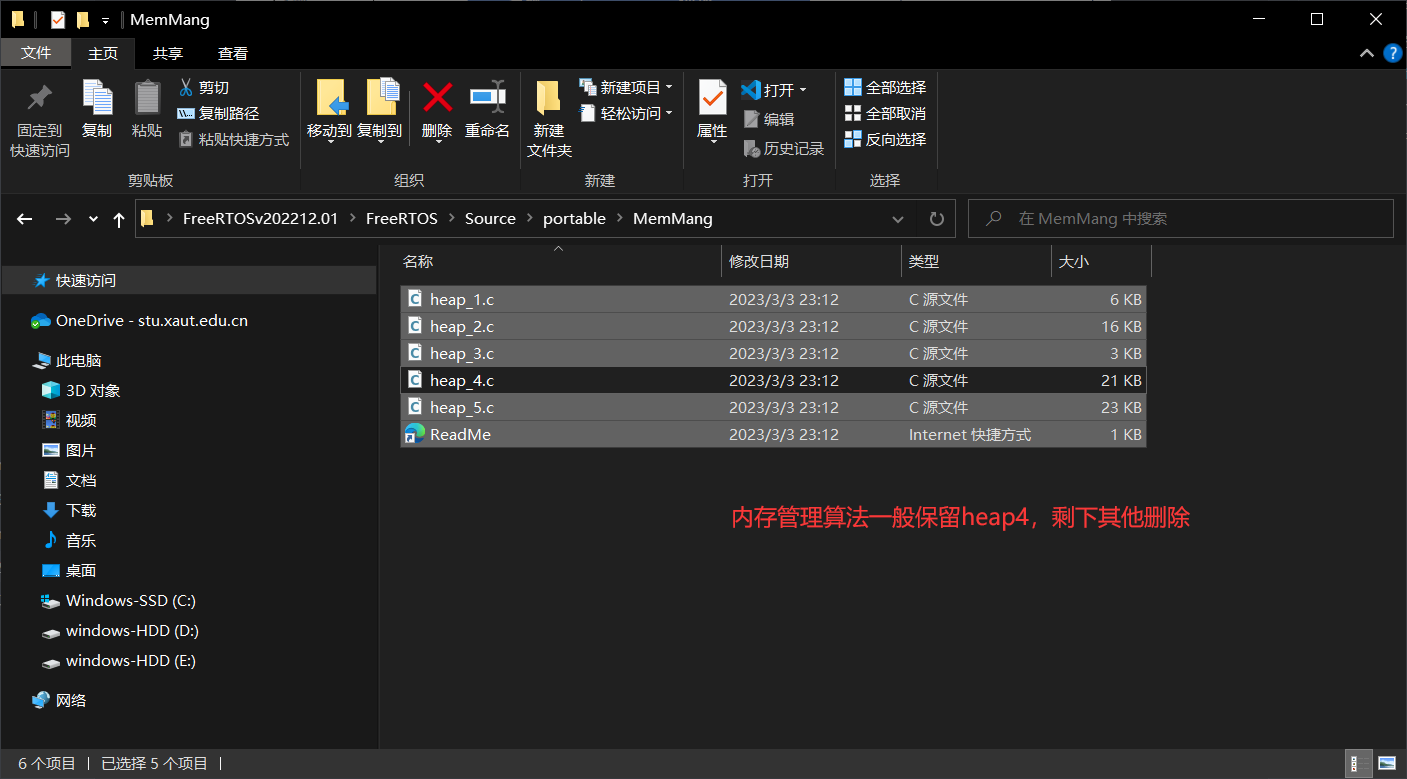 MemMang
文件 主页 共享 查看
固定到
快速访问
复制
粘贴
剪切
复制路径
粘贴快捷方式
剪贴板
移动到 复制到 删除 重命名
组织
新建
文件夹
新建项目
轻松访问
新建
属性
打开
编辑
历史记录
打开
全部选择
全部取消
反向选择
选择
FreeRTOSv202212.01 FreeRTOS Source portable MemMang
在 MemMang 中搜索
快速访问
OneDrive - stu.xaut.edu.cn
此电脑
3D 对象
视频
图片
文档
下载
音乐
桌面
Windows-SSD (C:)
windows-HDD (D:)
windows-HDD (E:)
网络
名称 修改日期 类型 大小
heap_1.c 2023/3/3 23:12 C 源文件 6 KB
heap_2.c 2023/3/3 23:12 C 源文件 16 KB
heap_3.c 2023/3/3 23:12 C 源文件 3 KB
heap_4.c 2023/3/3 23:12 C 源文件 21 KB
heap_5.c 2023/3/3 23:12 C 源文件 23 KB
ReadMe 2023/3/3 23:12 Internet 快捷方式 1 KB
内存管理算法一般保留heap4，剩下其他删除
6 个项目 已选择 5 个项目